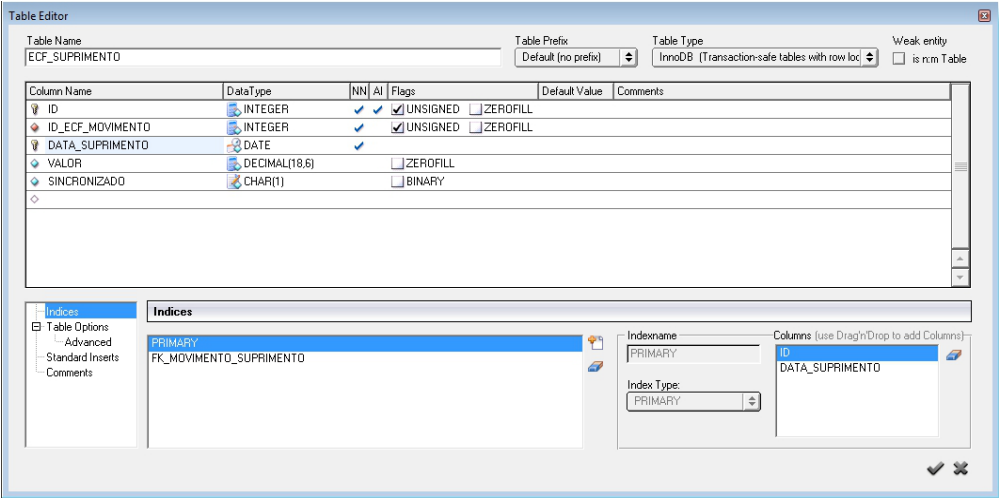 Table Editor
Table Name Table Prefix Table Type Weak entity
ECF_SUPRIMENTO Default (no prefix) InnoDB (Transaction-safe tables with row loc is n:m Table
Column Name DataType NN AI Flags Default Value Comments
ID INTEGER UNSIGNED ZEROFILL
ID_ECF_MOVIMENTO INTEGER UNSIGNED ZEROFILL
DATA_SUPRIMENTO DATE
VALOR DECIMAL(18,6) ZEROFILL
SINCRONIZADO CHAR(1) BINARY
Indices
Table Options
Advanced
Standard Inserts
Comments
Indices
PRIMARY
FK_MOVIMENTO_SUPRIMENTO
Indexname
PRIMARY
Index Type:
PRIMARY
Columns (use Drag'n'Drop to add Columns)
ID
DATA_SUPRIMENTO